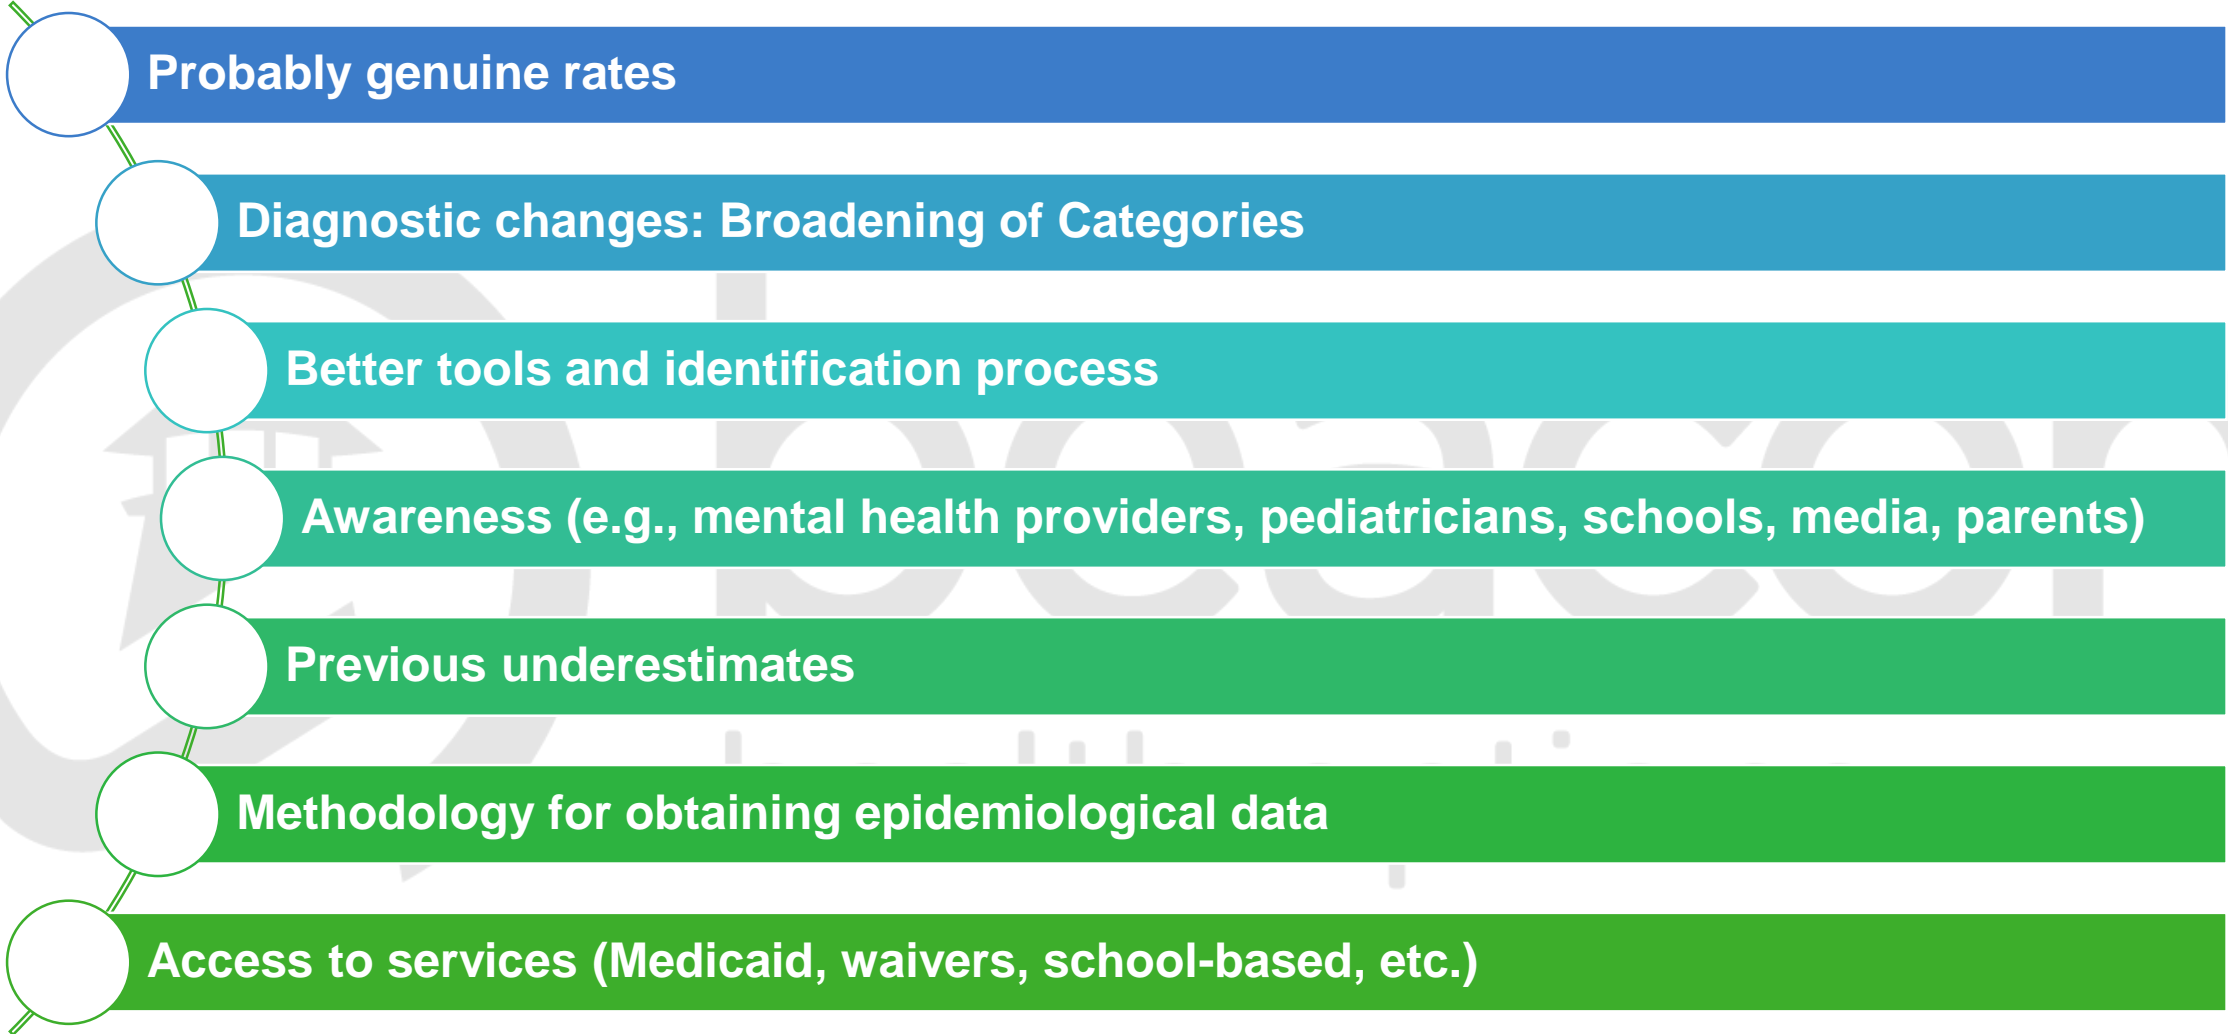 Probably genuine rates
Diagnostic changes: Broadening of Categories
Better tools and identification process
Awareness (e.g., mental health providers, pediatricians, schools, media, parents)
Previous underestimates
Methodology for obtaining epidemiological data
Access to services (Medicaid, waivers, school-based, etc.)